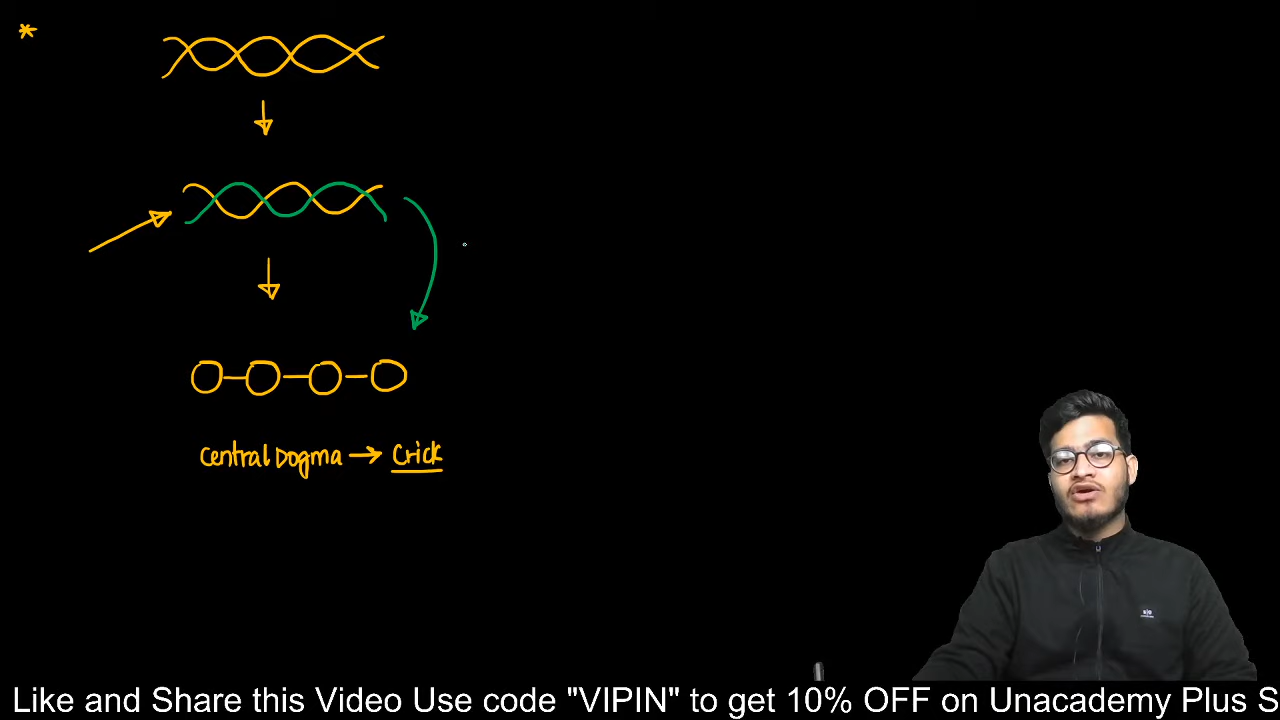 *
Central Dogma → Crick
Like and Share this Video Use code "VIPIN" to get 10% OFF on Unacademy Plus S